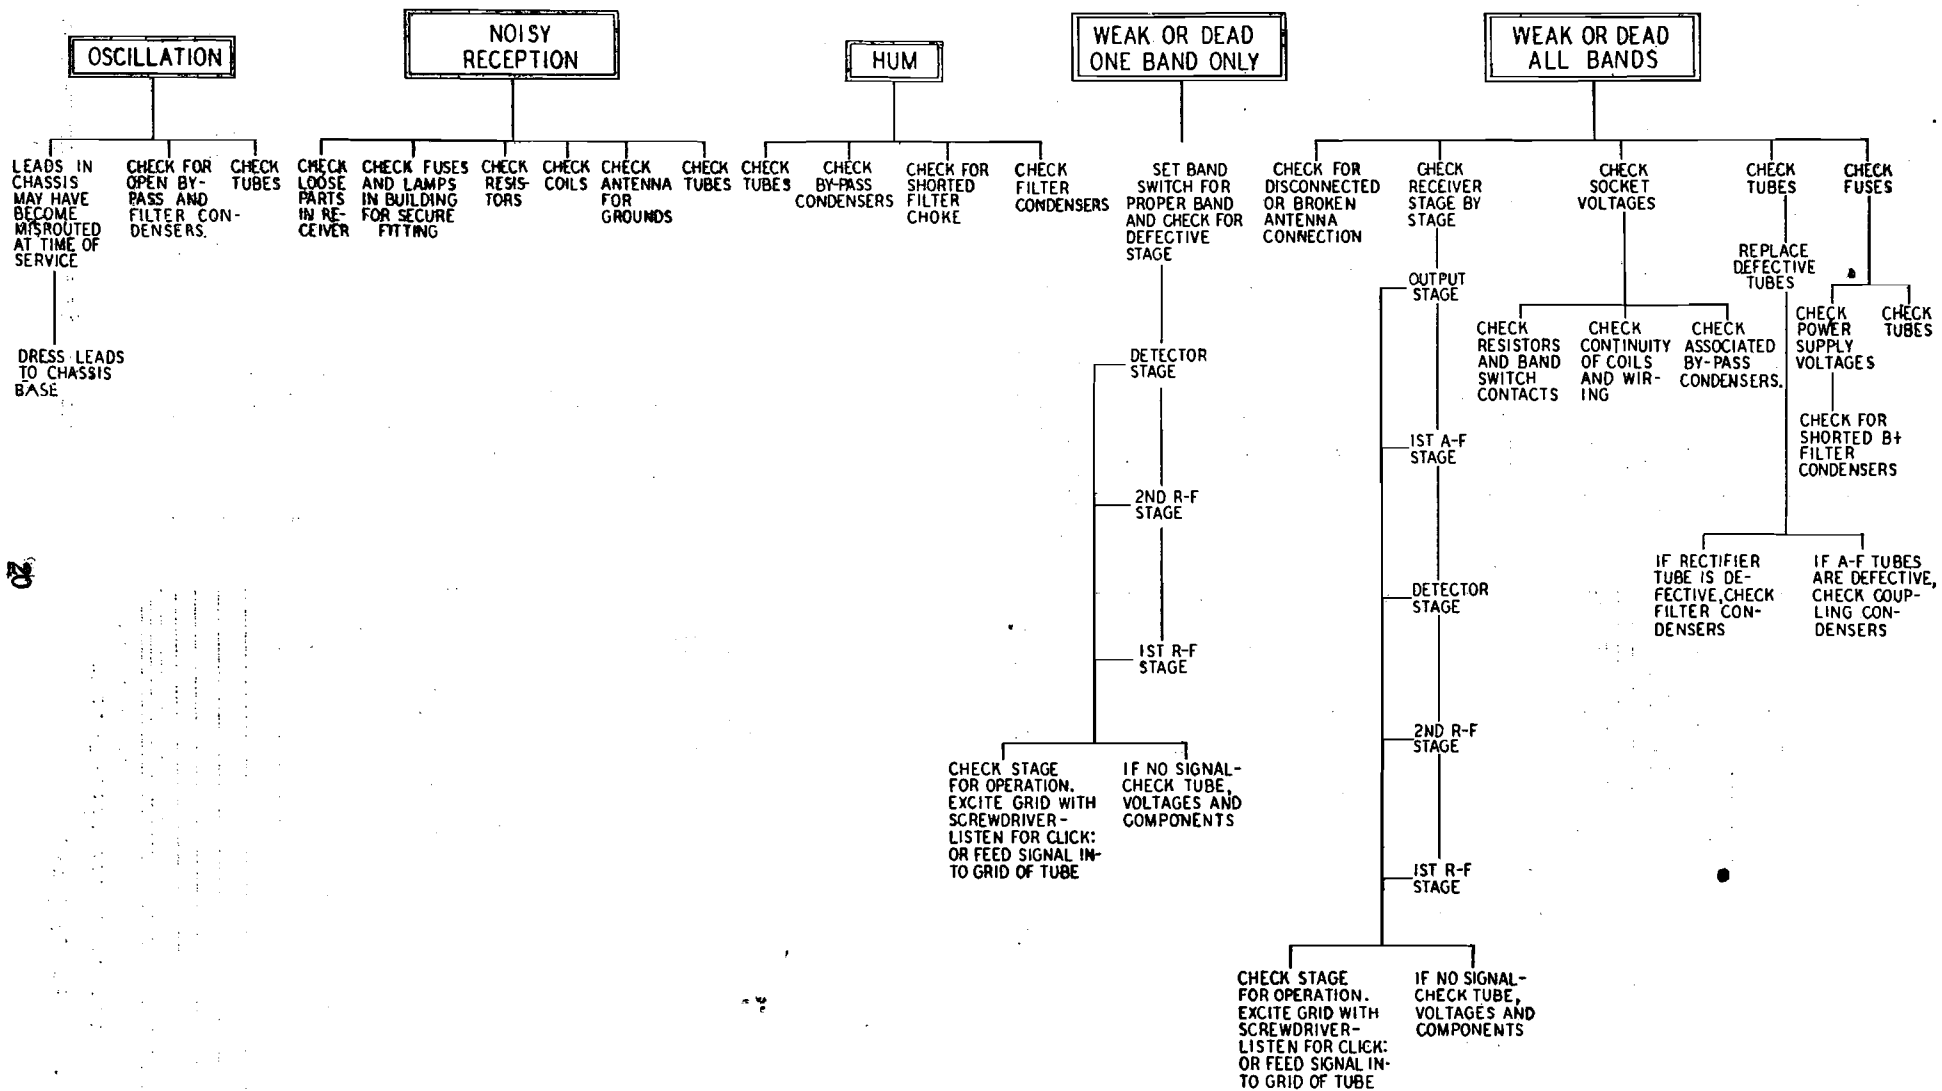 OSCILLATION
LEADS IN
CHASSIS
MAY HAVE
BECOME
MISROUTED
AT TIME OF
SERVICE
DRESS LEADS
TO CHASSIS
BASE
CHECK FOR
OPEN BY-
PASS AND
FILTER CON-
DENSERS.
CHECK
TUBES
NOISY
RECEPTION
CHECK
LOOSE
PARTS
IN RE-
CEIVER
CHECK FUSES
AND LAMPS
IN BUILDING
FOR SECURE
FITTING
CHECK
RESIS-
TORS
CHECK
COILS
CHECK
ANTENNA
FOR
GROUNDS
CHECK
TUBES
HUM
CHECK
TUBES
CHECK
BY-PASS
CONDENSERS
CHECK FOR
SHORTED
FILTER
CHOKE
CHECK
FILTER
CONDENSERS
WEAK OR DEAD
ONE BAND ONLY
SET BAND
SWITCH FOR
PROPER BAND
AND CHECK FOR
DEFECTIVE
STAGE
DETECTOR
STAGE
2ND R-F
STAGE
1ST R-F
STAGE
CHECK STAGE
FOR OPERATION.
EXCITE GRID WITH
SCREWDRIVER-
LISTEN FOR CLICK:
OR FEED SIGNAL IN-
TO GRID OF TUBE
IF NO SIGNAL-
CHECK TUBE,
VOLTAGES AND
COMPONENTS
WEAK OR DEAD
ALL BANDS
CHECK FOR
DISCONNECTED
OR BROKEN
ANTENNA
CONNECTION
CHECK
RECEIVER
STAGE BY
STAGE
OUTPUT
STAGE
1ST A-F
STAGE
DETECTOR
STAGE
2ND R-F
STAGE
1ST R-F
STAGE
CHECK STAGE
FOR OPERATION.
EXCITE GRID WITH
SCREWDRIVER-
LISTEN FOR CLICK:
OR FEED SIGNAL IN-
TO GRID OF TUBE
IF NO SIGNAL-
CHECK TUBE,
VOLTAGES AND
COMPONENTS
CHECK
SOCKET
VOLTAGES
CHECK
RESISTORS
AND BAND
SWITCH
CONTACTS
CHECK
CONTINUITY
OF COILS
AND WIR-
ING
CHECK
ASSOCIATED
BY-PASS
CONDENSERS.
CHECK
TUBES
REPLACE
DEFECTIVE
TUBES
IF RECTIFIER
TUBE IS DE-
FECTIVE, CHECK
FILTER CON-
DENSERS
IF A-F TUBES
ARE DEFECTIVE,
CHECK COUP-
LING CON-
DENSERS
CHECK
FUSES
CHECK
POWER
SUPPLY
VOLTAGES
CHECK FOR
SHORTED B+
FILTER
CONDENSERS
CHECK
TUBES
20